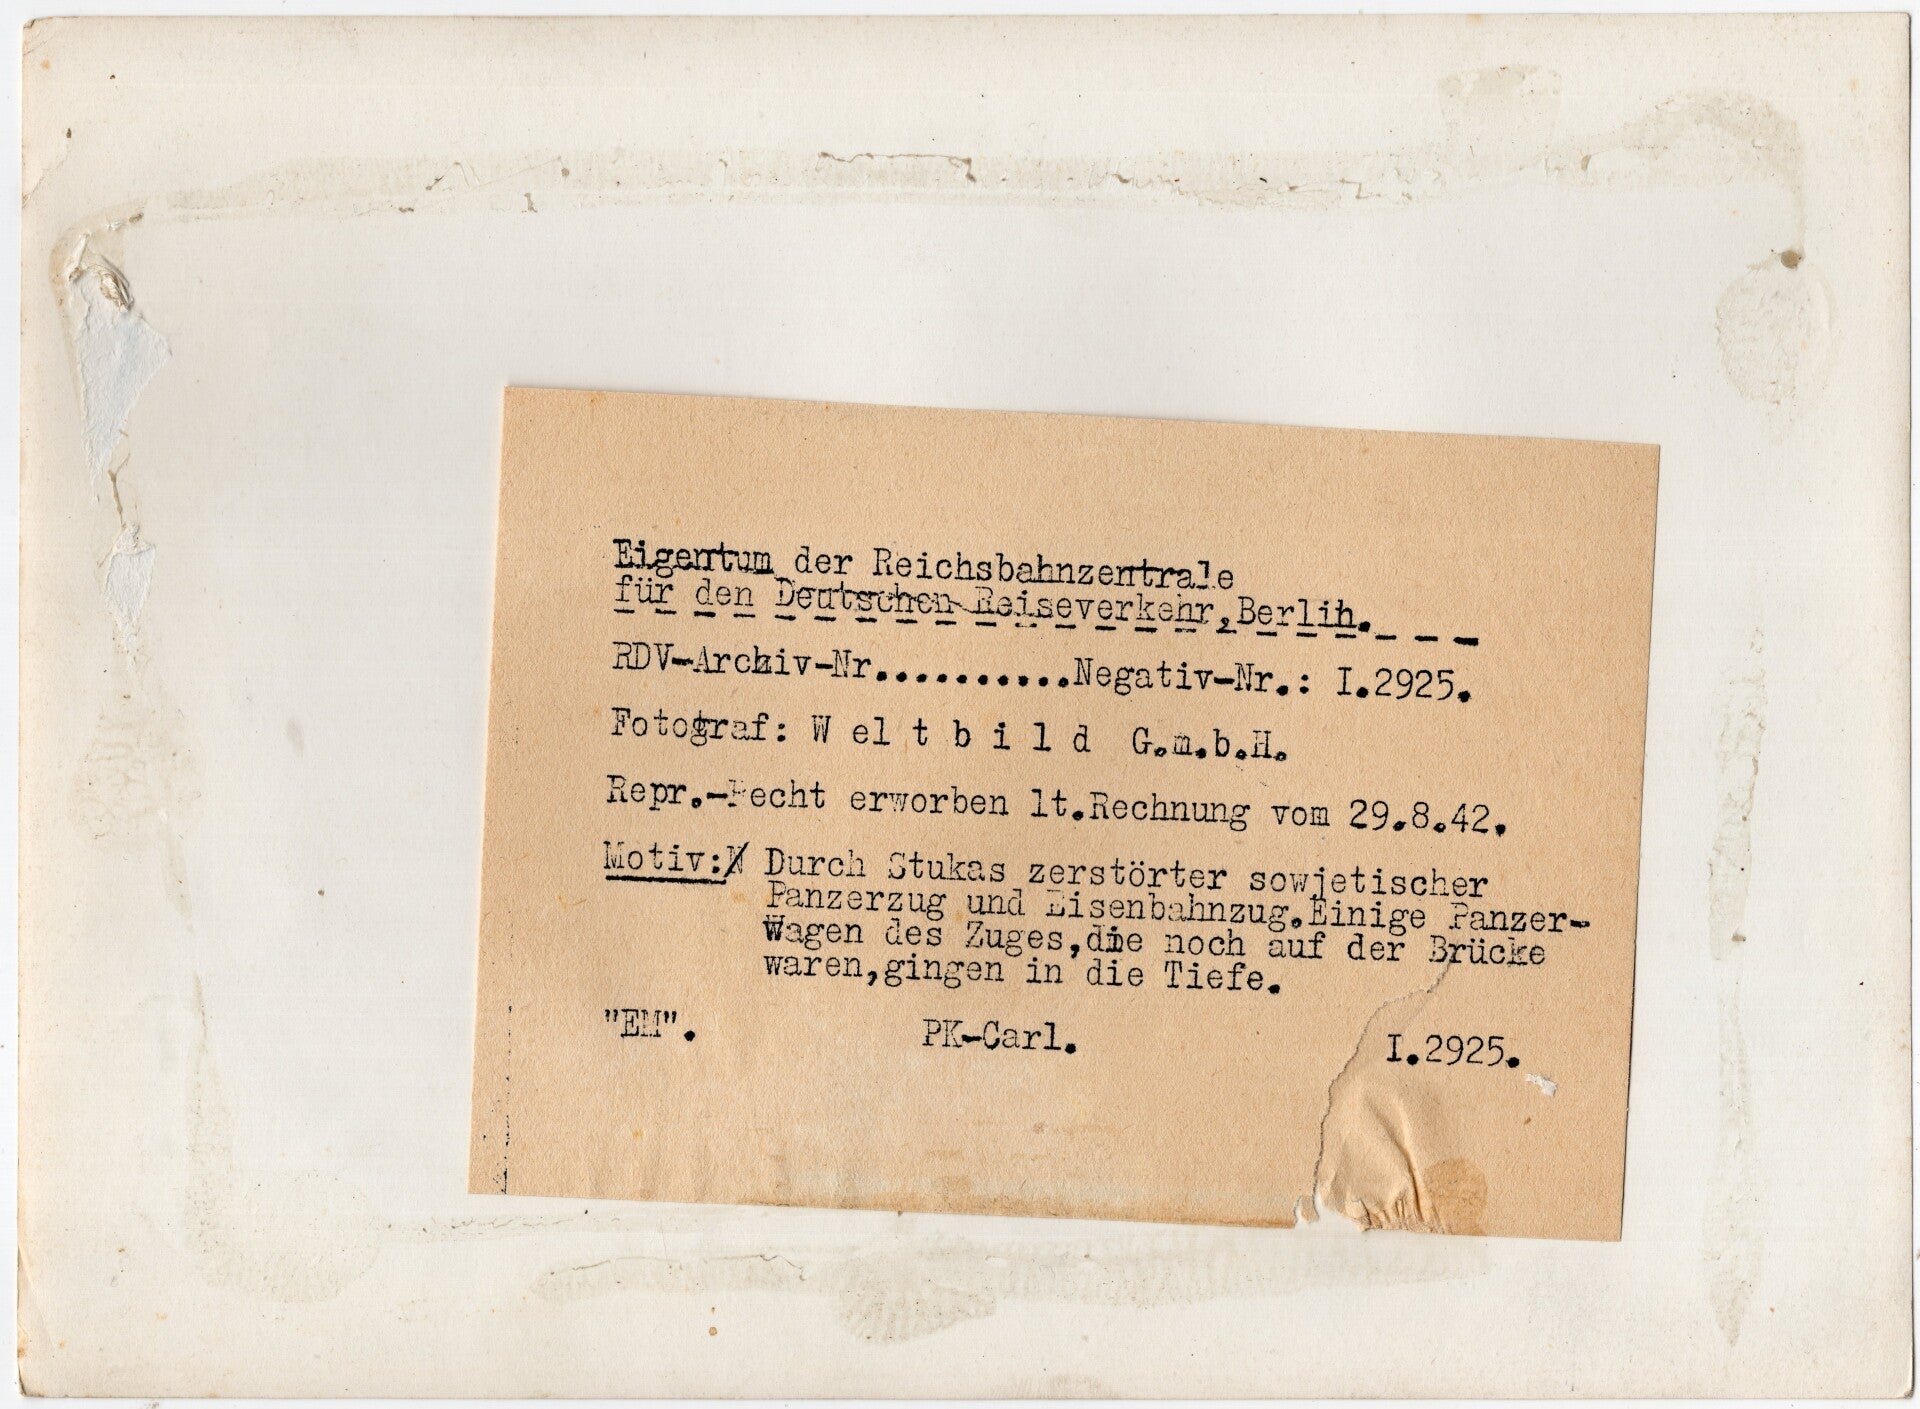 Eigentum der Reichsbahnzentrale
für den Deutschen Reiseverkehr, Berlin.
RDV-Archiv-Nr..........Negativ-Nr.: I.2925.
Fotograf: W e l t b i l d G.m.b.H.
Repr.-Recht erworben lt.Rechnung vom 29.8.42.
Motiv: Durch Stukas zerstörter sowjetischer
Panzerzug und Eisenbahnzug.Einige Panzer-
Wagen des Zuges,die noch auf der Brücke
waren,gingen in die Tiefe.
"EM". PK-Carl. I.2925.